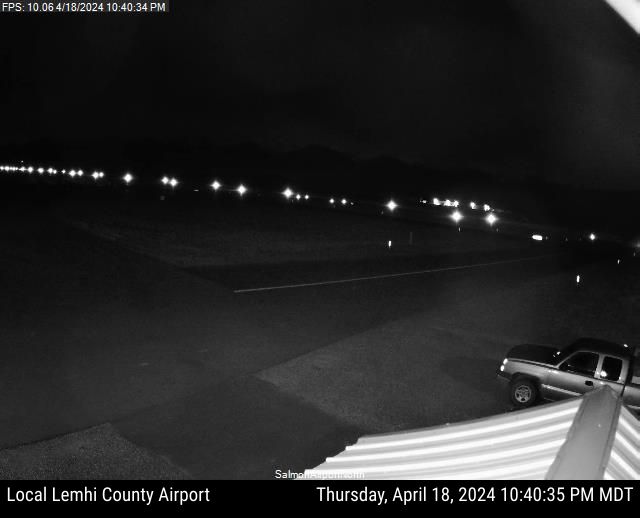 FPS: 10.06 4/18/2024 10:40:34 PM
SalmonAirportNorth
Local Lemhi County Airport Thursday, April 18, 2024 10:40:35 PM MDT